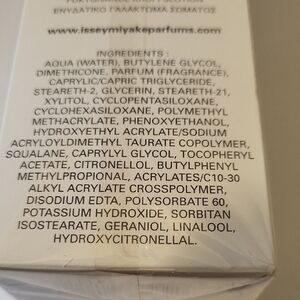 ΕΝΥΔΑΤΙΚΟ ΓΑΛΑΚΤΩΜΑ ΣΩΜΑΤΟΣ
www.isseymiyakeparfums.com
INGREDIENTS :
AQUA (WATER), BUTYLENE GLYCOL,
DIMETHICONE, PARFUM (FRAGRANCE),
CAPRYLIC/CAPRIC TRIGLYCERIDE,
STEARETH-2, GLYCERIN, STEARETH-21,
XYLITOL, CYCLOPENTASILOXANE,
CYCLOHEXASILOXANE, POLYMETHYL
METHACRYLATE, PHENOXYETHANOL,
HYDROXYETHYL ACRYLATE/SODIUM
ACRYLOYLDIMETHYL TAURATE COPOLYMER,
SQUALANE, CAPRYLYL GLYCOL, TOCOPHERYL
ACETATE, CITRONELLOL, BUTYLPHENYL
METHYLPROPIONAL, ACRYLATES/C10-30
ALKYL ACRYLATE CROSSPOLYMER,
DISODIUM EDTA, POLYSORBATE 60,
POTASSIUM HYDROXIDE, SORBITAN
ISOSTEARATE, GERANIOL, LINALOOL,
HYDROXYCITRONELLAL.